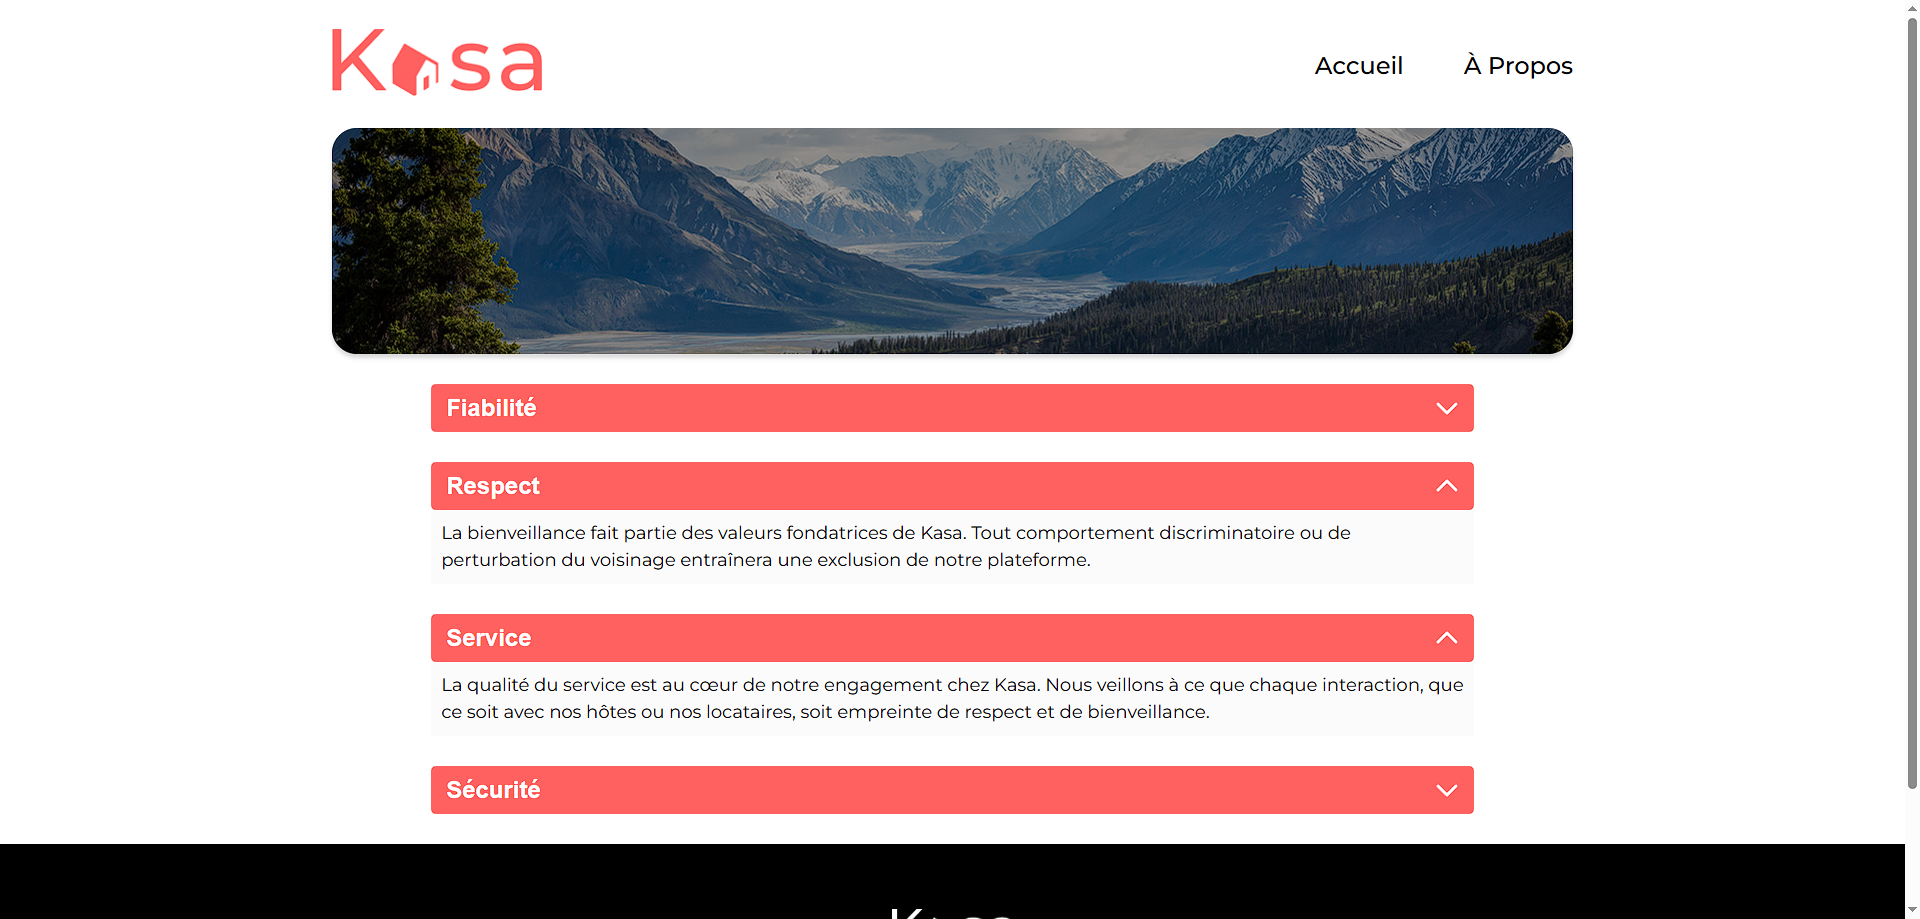 Kasa
Accueil
À Propos
Fiabilité
Respect
La bienveillance fait partie des valeurs fondatrices de Kasa. Tout comportement discriminatoire ou de
perturbation du voisinage entraînera une exclusion de notre plateforme.
Service
La qualité du service est au cœur de notre engagement chez Kasa. Nous veillons à ce que chaque interaction, que
ce soit avec nos hôtes ou nos locataires, soit empreinte de respect et de bienveillance.
Sécurité